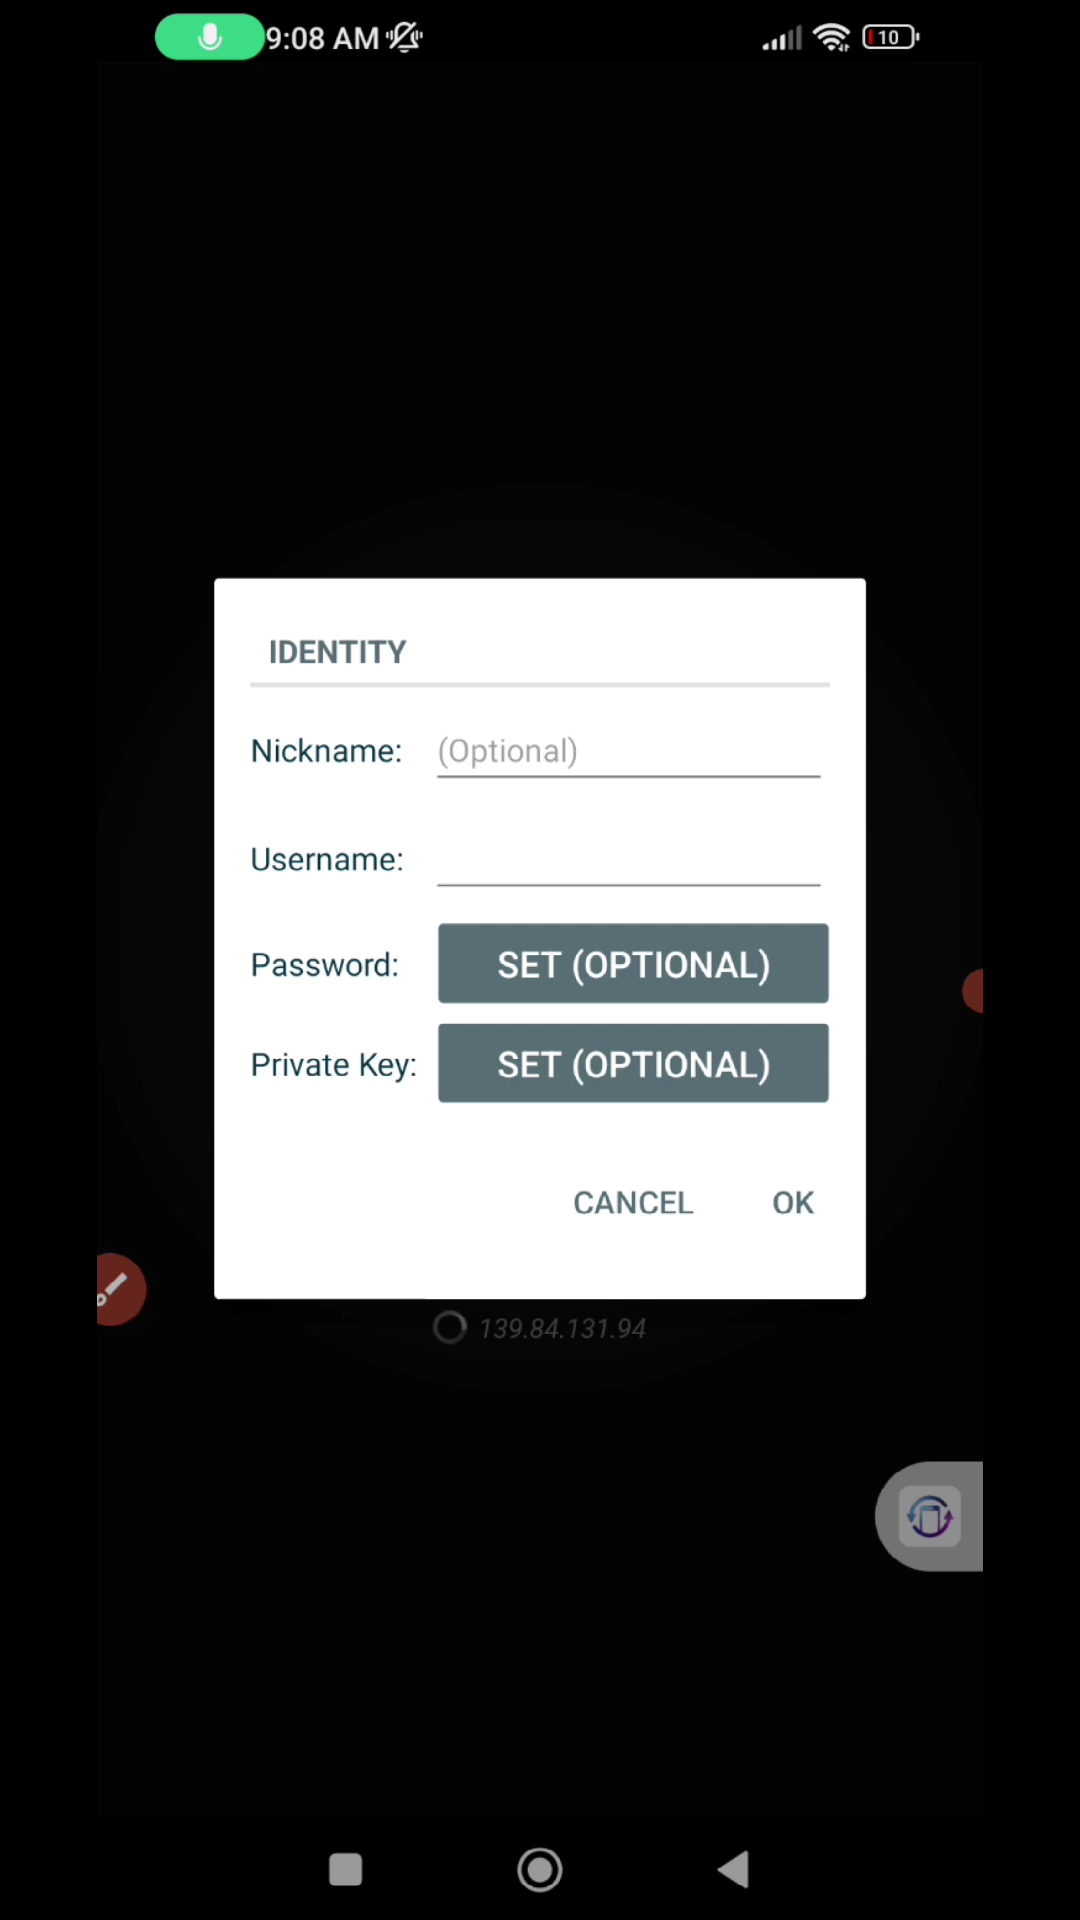 9:08 AM
10
IDENTITY
Nickname: (Optional)
Username:
Password: SET (OPTIONAL)
Private Key: SET (OPTIONAL)
CANCEL OK
139.84.131.94